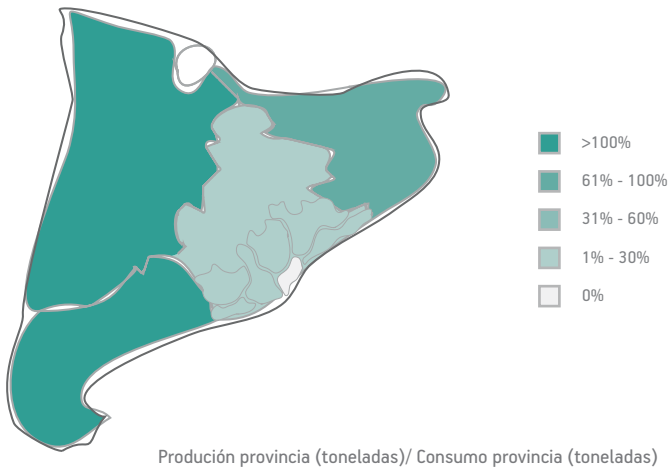 >100%
61% - 100%
31% - 60%
1% - 30%
0%
Produción provincia (toneladas)/ Consumo provincia (toneladas)